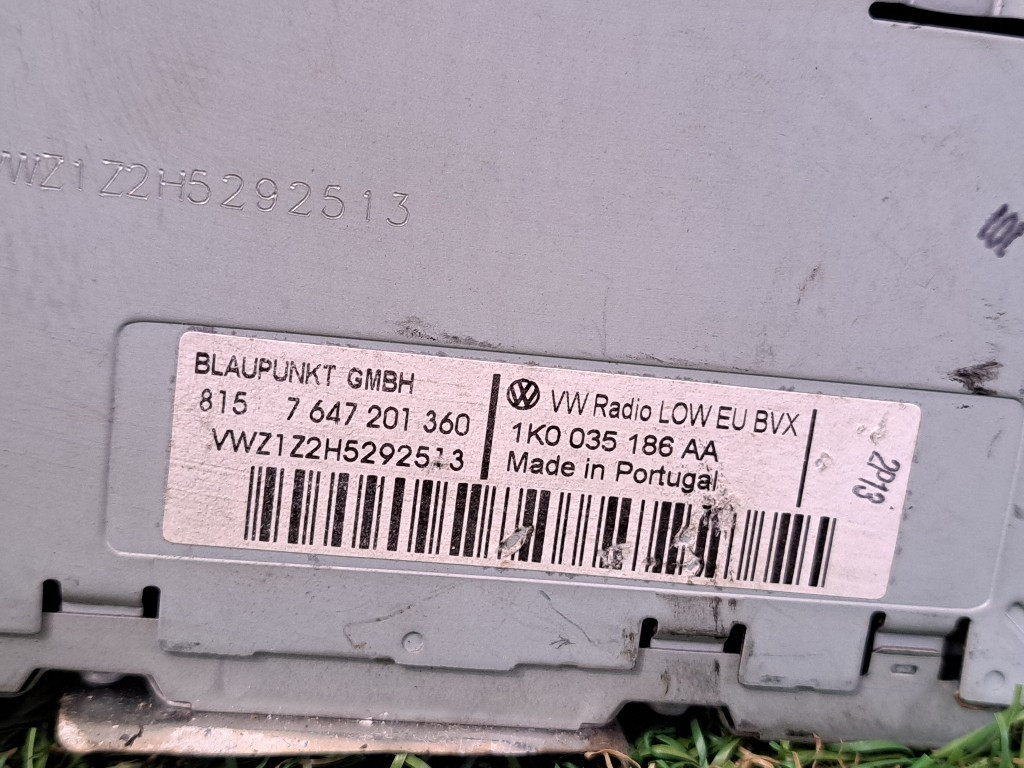 VWZ1Z2H5292513
BLAUPUNKT GMBH
815 7 647 201 360
VWZ1Z2H5292513
VW Radio LOW EU BVX
1K0 035 186 AA
Made in Portugal
2P13